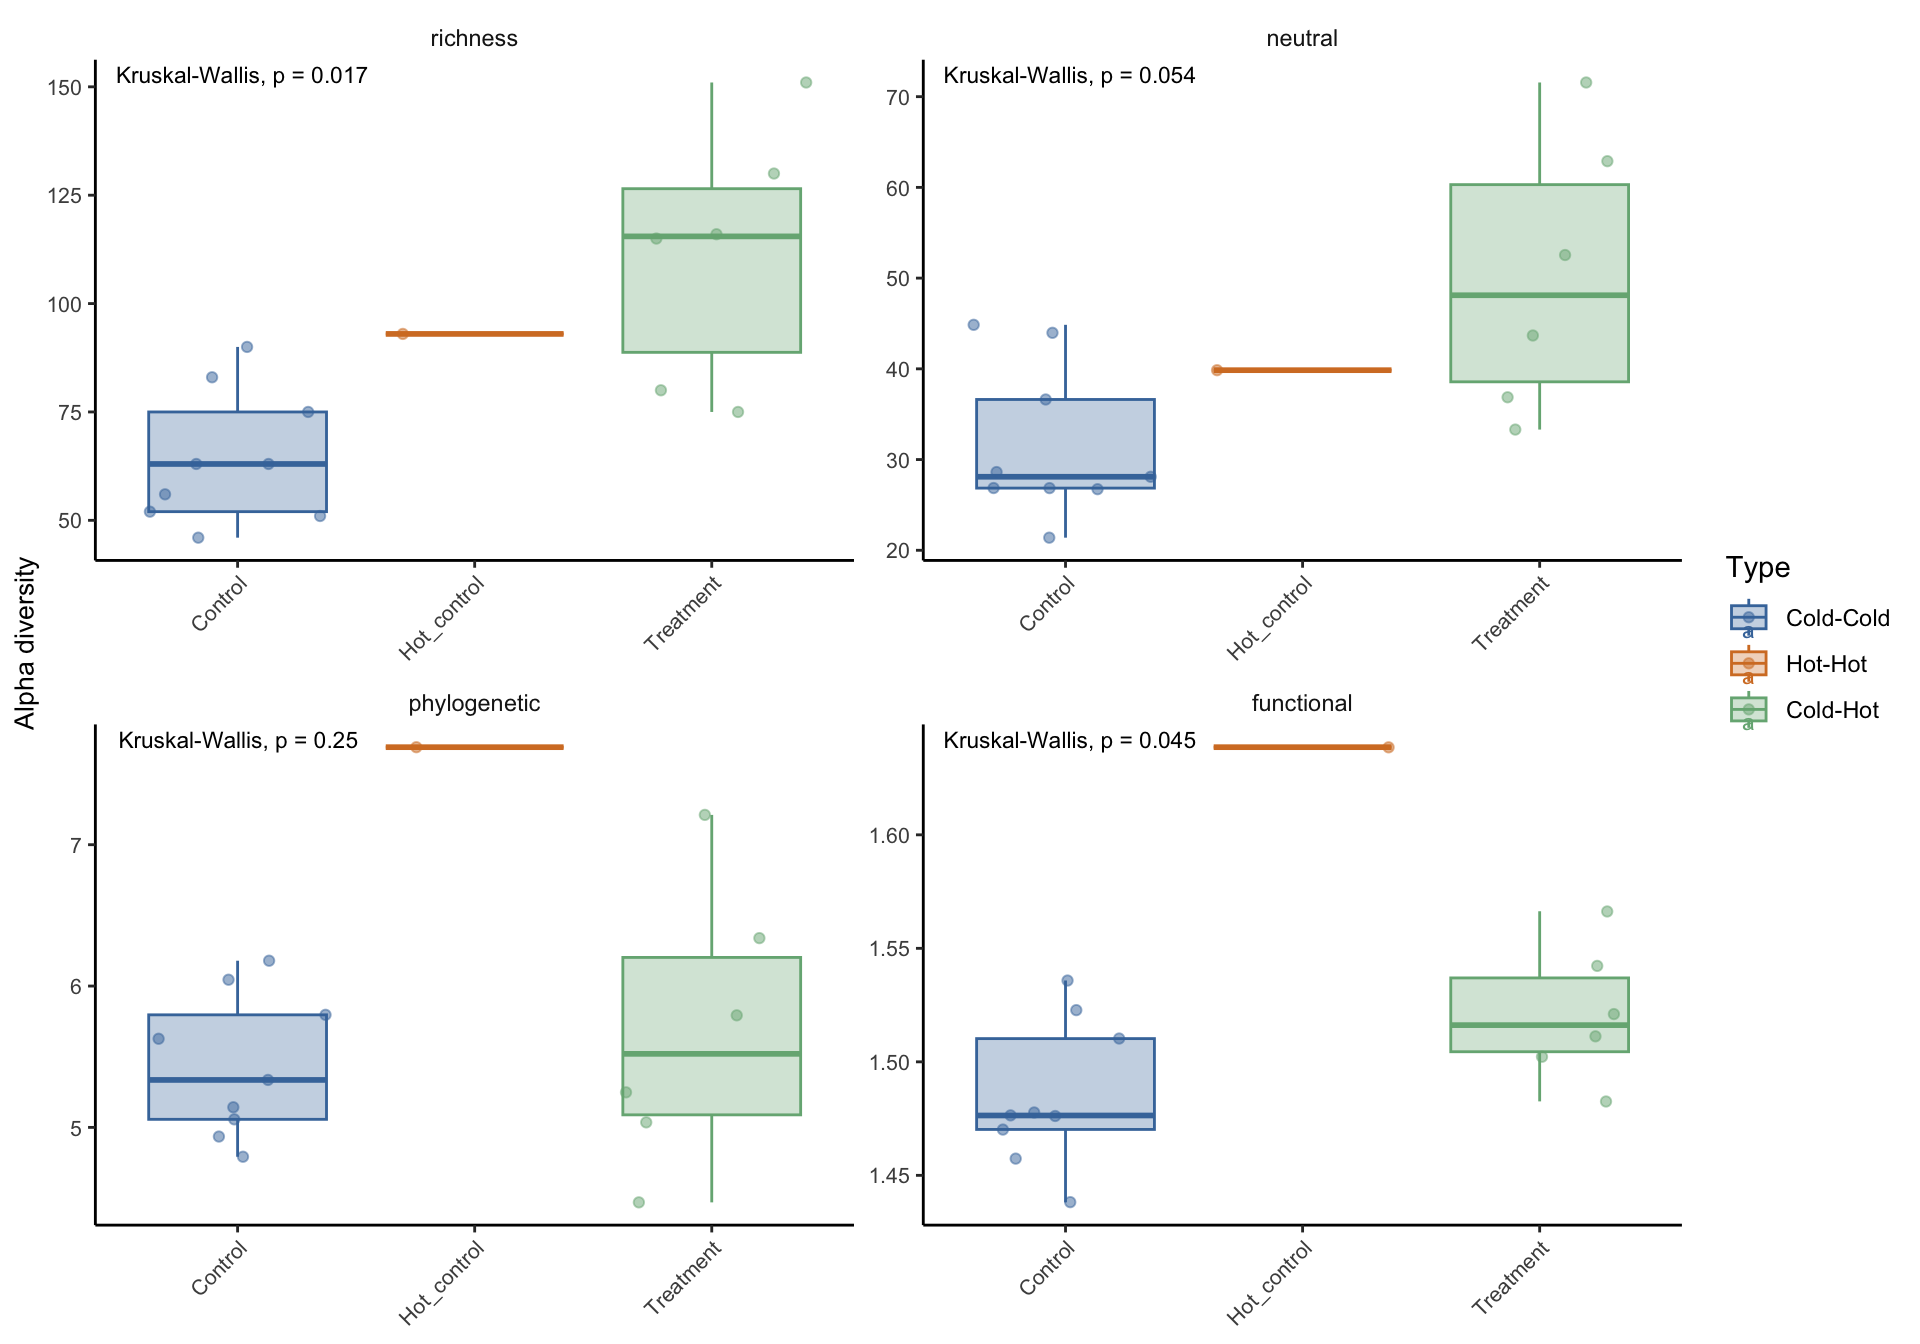 richness
Kruskal-Wallis, p = 0.017
150
125
100
75
50
Control
Hot_control
Treatment
neutral
Kruskal-Wallis, p = 0.054
70
60
50
40
30
20
Control
Hot_control
Treatment
Alpha diversity
phylogenetic
Kruskal-Wallis, p = 0.25
7
6
5
Control
Hot_control
Treatment
functional
Kruskal-Wallis, p = 0.045
1.60
1.55
1.50
1.45
Control
Hot_control
Treatment
Type
a
Cold-Cold
a
Hot-Hot
a
Cold-Hot